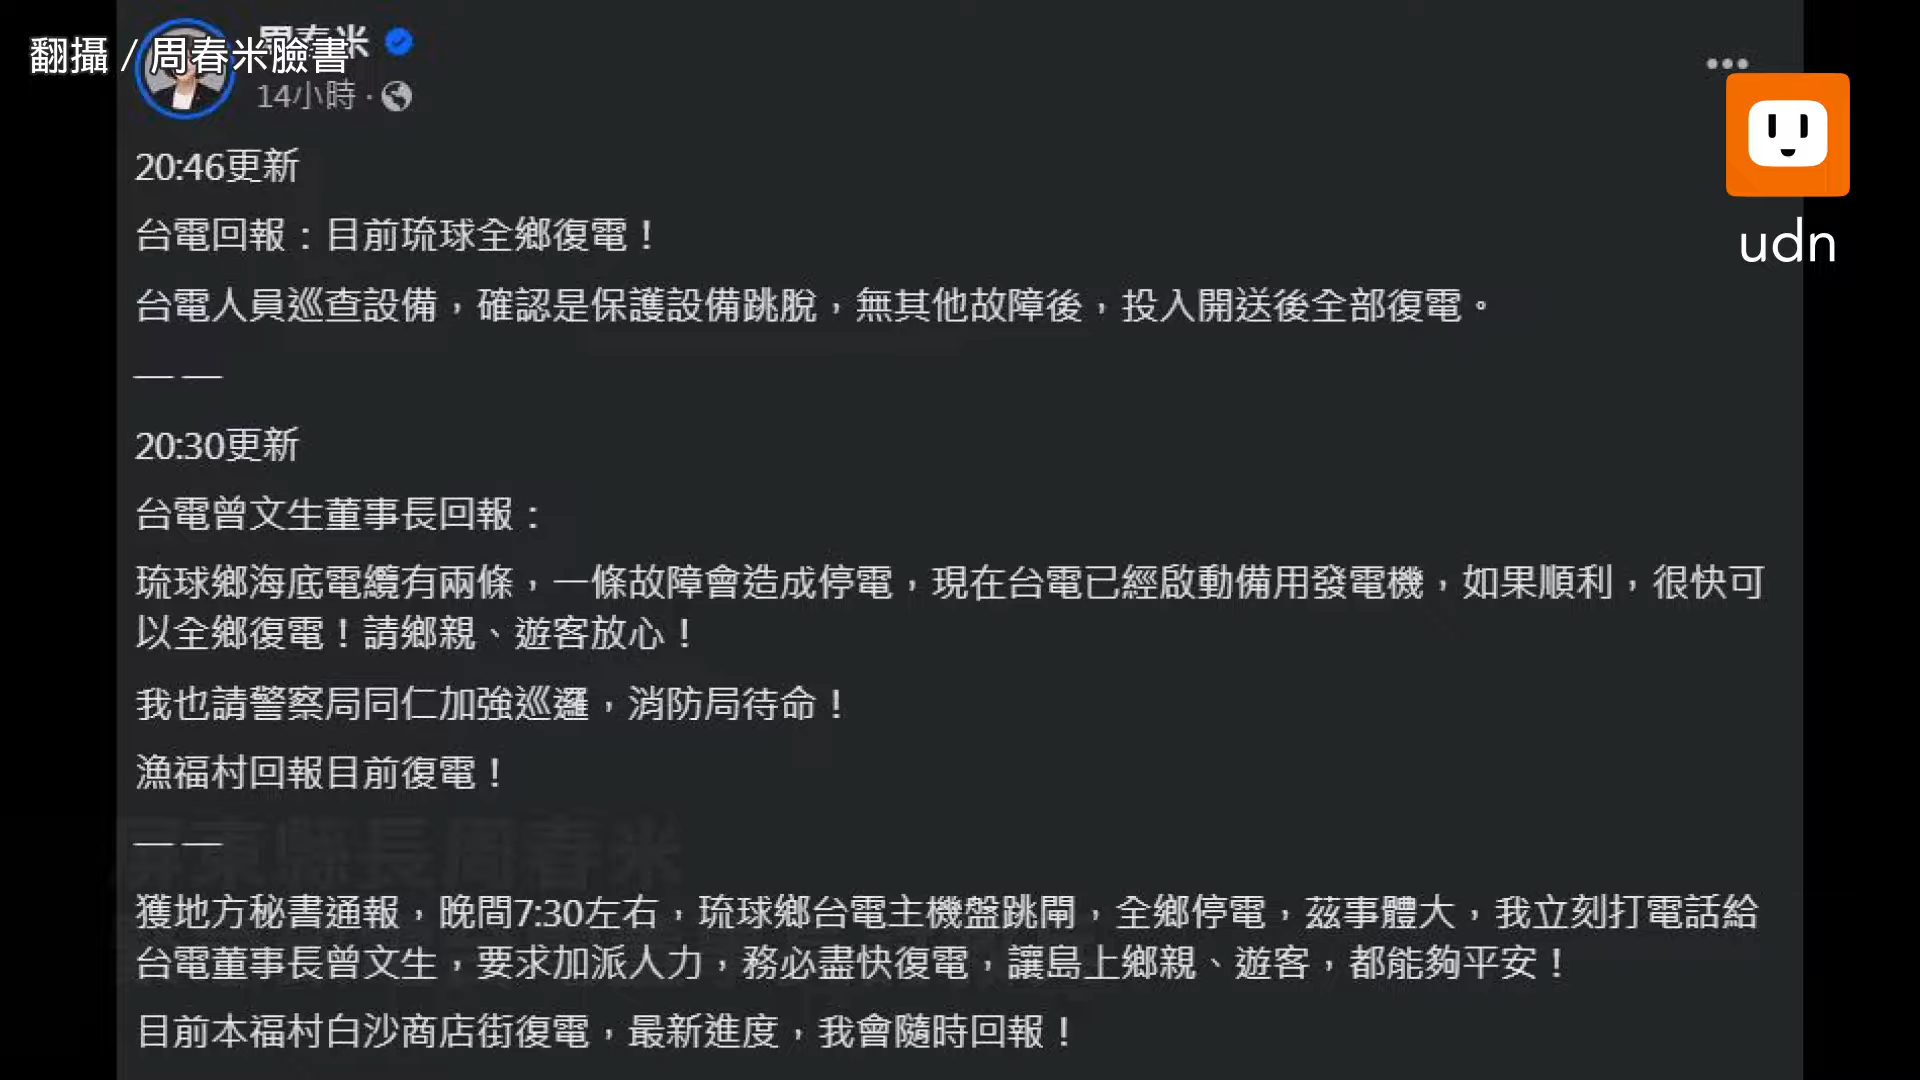 翻攝 / 周春米臉書
周春米
14小時 ·
udn
20:46更新
台電回報：目前琉球全鄉復電！
台電人員巡查設備，確認是保護設備跳脫，無其他故障後，投入開送後全部復電。
— —
20:30更新
台電曾文生董事長回報：
琉球鄉海底電纜有兩條，一條故障會造成停電，現在台電已經啟動備用發電機，如果順利，很快可
以全鄉復電！請鄉親、遊客放心！
我也請警察局同仁加強巡邏，消防局待命！
漁福村回報目前復電！
— —
屏東縣長周春米
獲地方秘書通報，晚間7:30左右，琉球鄉台電主機盤跳閘，全鄉停電，茲事體大，我立刻打電話給
台電董事長曾文生，要求加派人力，務必盡快復電，讓島上鄉親、遊客，都能夠平安！
目前本福村白沙商店街復電，最新進度，我會隨時回報！